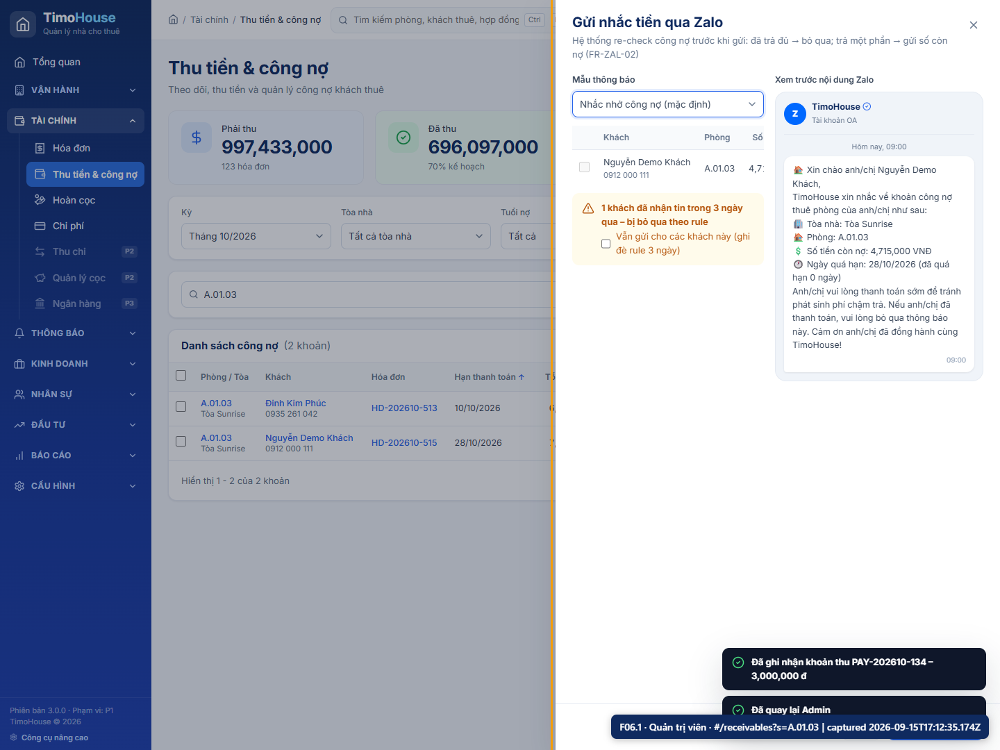 TimoHouse
Quản lý nhà cho thuê
Tổng quan
VẬN HÀNH
TÀI CHÍNH
Hóa đơn
Thu tiền & công nợ
Hoàn cọc
Chi phí
Thu chi P2
Quản lý cọc P2
Ngân hàng P3
THÔNG BÁO
KINH DOANH
NHÂN SỰ
ĐẦU TƯ
BÁO CÁO
CẤU HÌNH
Phiên bản 3.0.0 · Phạm vi: P1
TimoHouse © 2026
Công cụ nâng cao
/ Tài chính / Thu tiền & công nợ
Tìm kiếm phòng, khách thuê, hợp đồng Ctrl
Thu tiền & công nợ
Theo dõi, thu tiền và quản lý công nợ khách thuê
Phải thu
997,433,000
123 hóa đơn
Đã thu
696,097,000
70% kế hoạch
Kỳ
Tháng 10/2026
Tòa nhà
Tất cả tòa nhà
Tuổi nợ
Tất cả
A.01.03
Danh sách công nợ (2 khoản)
Phòng / Tòa Khách Hóa đơn Hạn thanh toán ↑
A.01.03 Đinh Kim Phúc HD-202610-513 10/10/2026
Tòa Sunrise 0935 261 042
A.01.03 Nguyễn Demo Khách HD-202610-515 28/10/2026
Tòa Sunrise 0912 000 111
Hiển thị 1 - 2 của 2 khoản
Gửi nhắc tiền qua Zalo
Hệ thống re-check công nợ trước khi gửi: đã trả đủ → bỏ qua; trả một phần → gửi số còn
nợ (FR-ZAL-02)
Mẫu thông báo
Nhắc nhở công nợ (mặc định)
Khách Phòng Số
Nguyễn Demo Khách A.01.03 4,7
0912 000 111
1 khách đã nhận tin trong 3 ngày
qua – bị bỏ qua theo rule
Vẫn gửi cho các khách này (ghi
đè rule 3 ngày)
Xem trước nội dung Zalo
Z
TimoHouse
Tài khoản OA
Hôm nay, 09:00
🏠 Xin chào anh/chị Nguyễn Demo
Khách,
TimoHouse xin nhắc về khoản công nợ
thuê phòng của anh/chị như sau:
🏢 Tòa nhà: Tòa Sunrise
🏠 Phòng: A.01.03
💲 Số tiền còn nợ: 4,715,000 VNĐ
🕐 Ngày quá hạn: 28/10/2026 (đã quá
hạn 0 ngày)
Anh/chị vui lòng thanh toán sớm để tránh
phát sinh phí chậm trả. Nếu anh/chị đã
thanh toán, vui lòng bỏ qua thông báo
này. Cảm ơn anh/chị đã đồng hành cùng
TimoHouse!
09:00
Đã ghi nhận khoản thu PAY-202610-134 –
3,000,000 đ
Đã quay lại Admin
F06.1 · Quản trị viên · #/receivables?s=A.01.03 | captured 2026-09-15T17:12:35.174Z